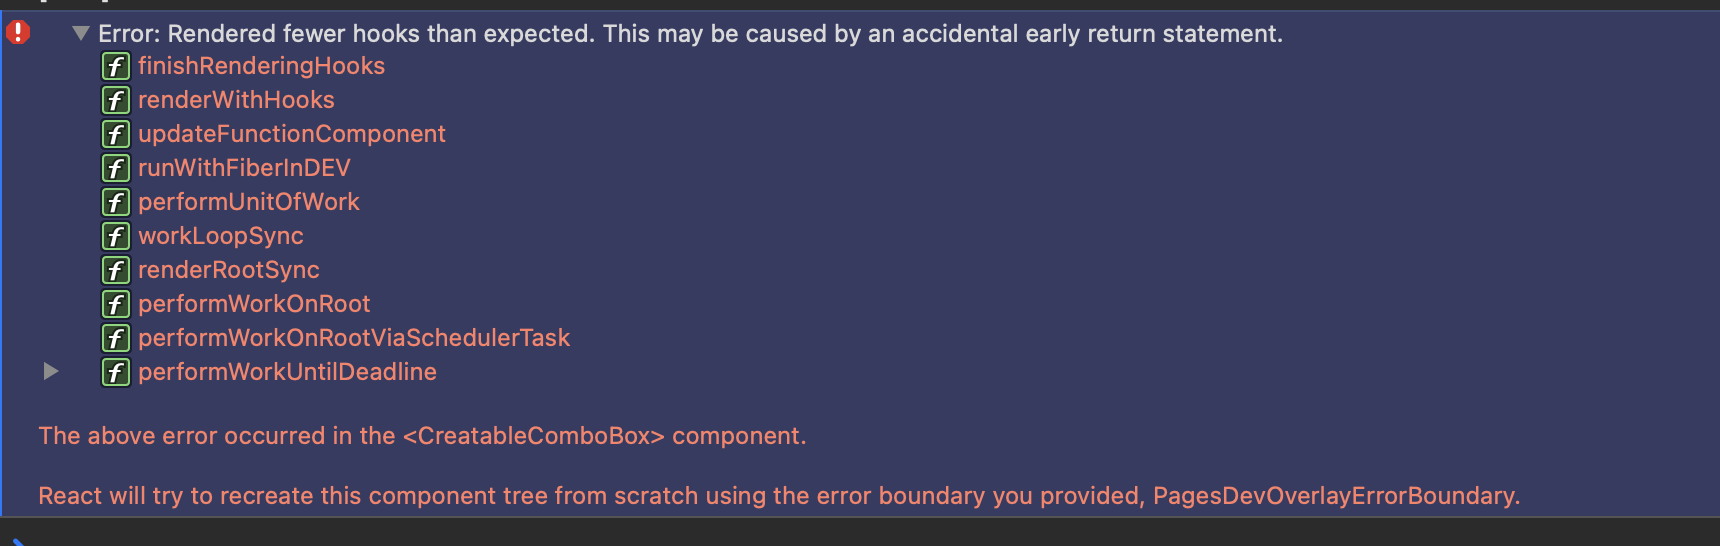 Error: Rendered fewer hooks than expected. This may be caused by an accidental early return statement.
f finishRenderingHooks
f renderWithHooks
f updateFunctionComponent
f runWithFiberInDEV
f performUnitOfWork
f workLoopSync
f renderRootSync
f performWorkOnRoot
f performWorkOnRootViaSchedulerTask
f performWorkUntilDeadline
The above error occurred in the <CreatableComboBox> component.
React will try to recreate this component tree from scratch using the error boundary you provided, PagesDevOverlayErrorBoundary.